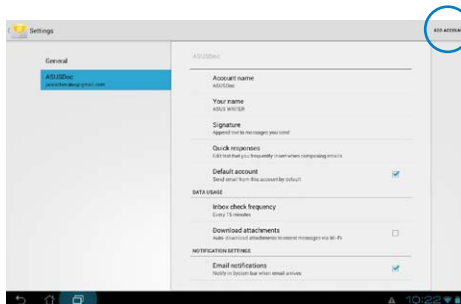 Settings
ADD ACCOUNT
General
ASUSDoc
ASUSDoc
Account name
ASUSDoc
Your name
ASUS WRITER
Signature
Append text to messages you send
Quick responses
Edit text that you frequently insert when composing emails
Default account
Send email from this account by default
DATA USAGE
Inbox check frequency
Every 15 minutes
Download attachments
Auto-download attachments to recent messages via Wi-Fi
NOTIFICATION SETTINGS
Email notifications
Notify in System bar when email arrives
10:22